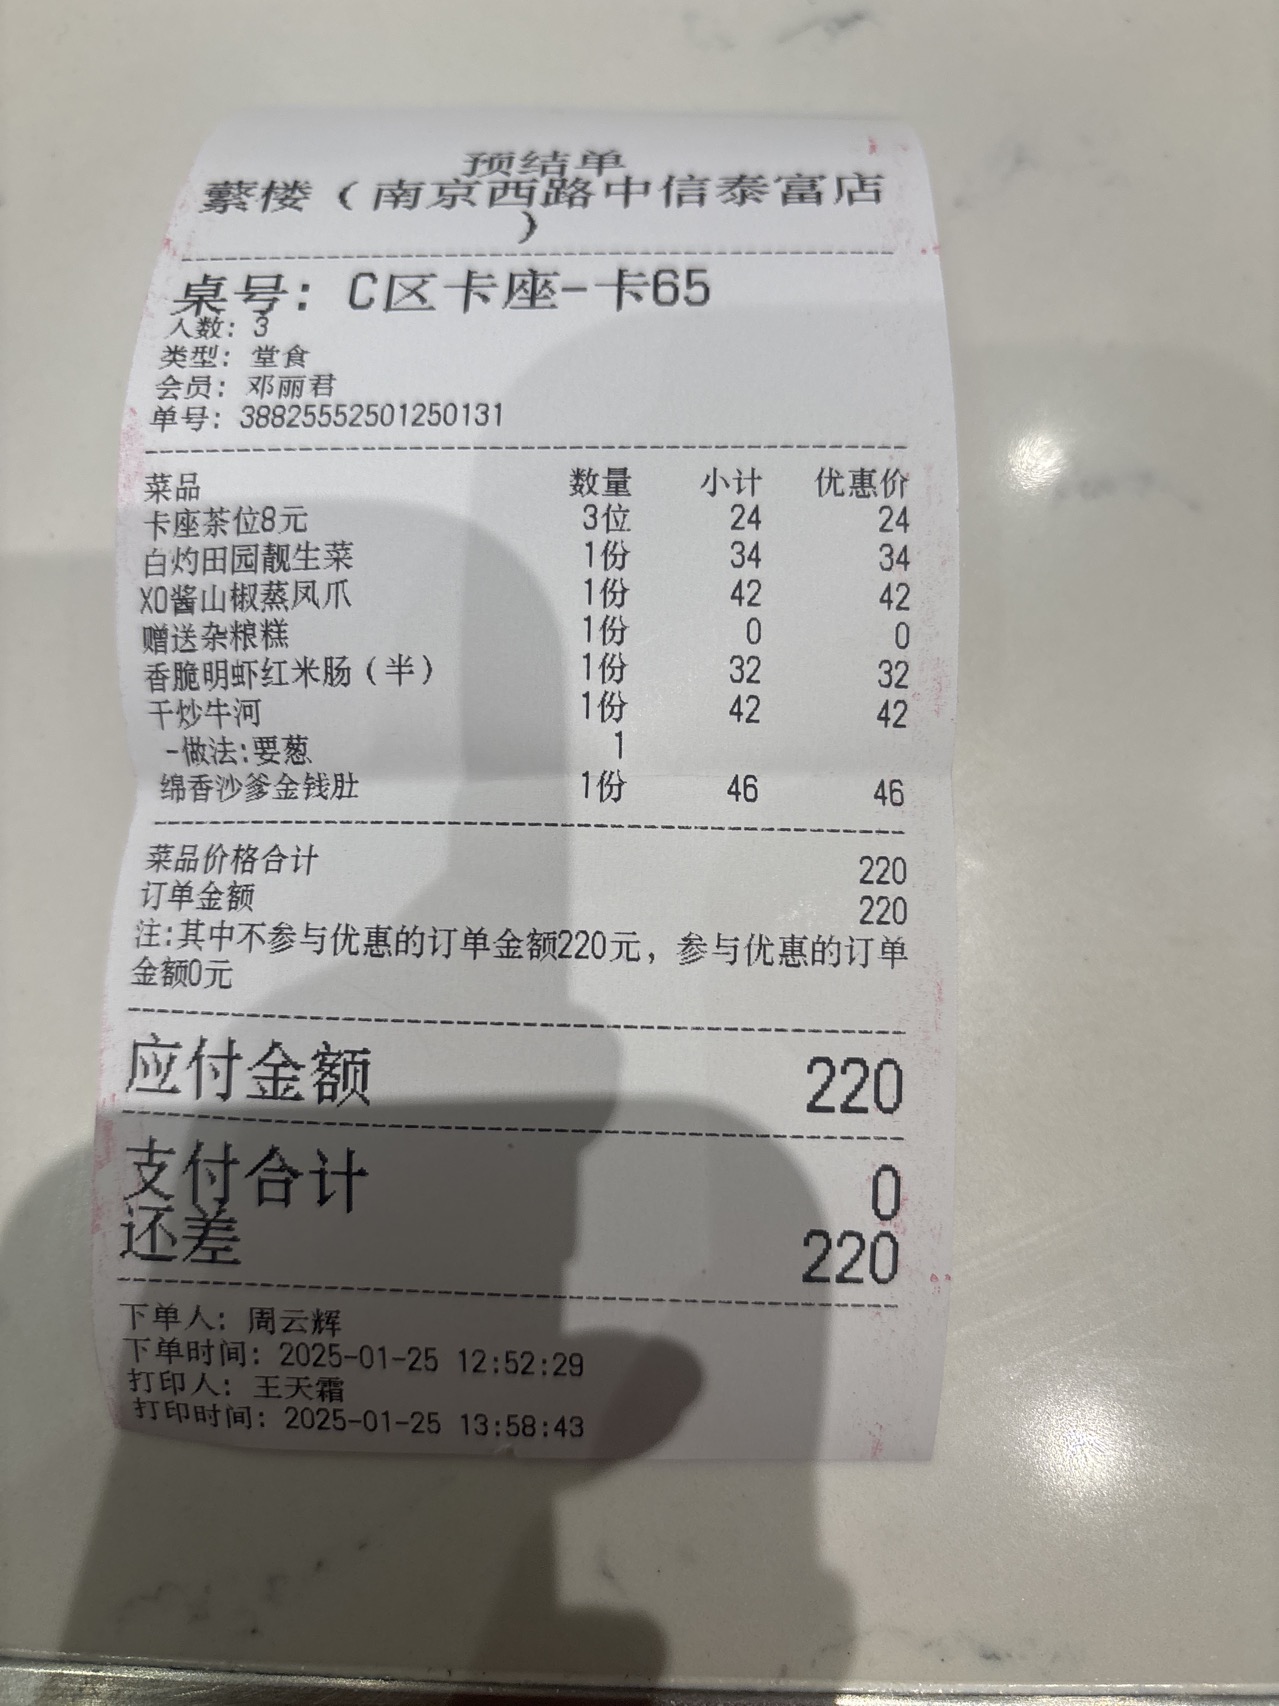 预结单
蘩楼（南京西路中信泰富店
）
桌号: C区卡座-卡65
人数: 3
类型: 堂食
会员: 邓丽君
单号: 388255552501250131
菜品 数量 小计 优惠价
卡座茶位8元 3位 24 24
白灼田园靓生菜 1份 34 34
XO酱山椒蒸凤爪 1份 42 42
赠送杂粮糕 1份 0 0
香脆明虾红米肠（半） 1份 32 32
干炒牛河 1份 42 42
-做法:要葱 1
绵香沙爹金钱肚 1份 46 46
菜品价格合计 220
订单金额 220
注:其中不参与优惠的订单金额220元，参与优惠的订单
金额0元
应付金额 220
支付合计 0
还差 220
下单人: 周云辉
下单时间: 2025-01-25 12:52:29
打印人: 王天霜
打印时间: 2025-01-25 13:58:43